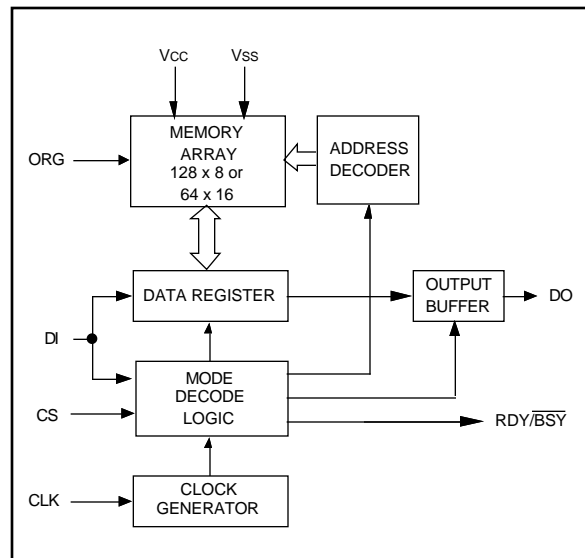 VCC
VSS
MEMORY
ARRAY
128 x 8 or
64 x 16
ADDRESS
DECODER
ORG
DATA REGISTER
OUTPUT
BUFFER
DO
DI
MODE
DECODE
LOGIC
CS
RDY/B̅S̅Y̅
CLK
CLOCK
GENERATOR